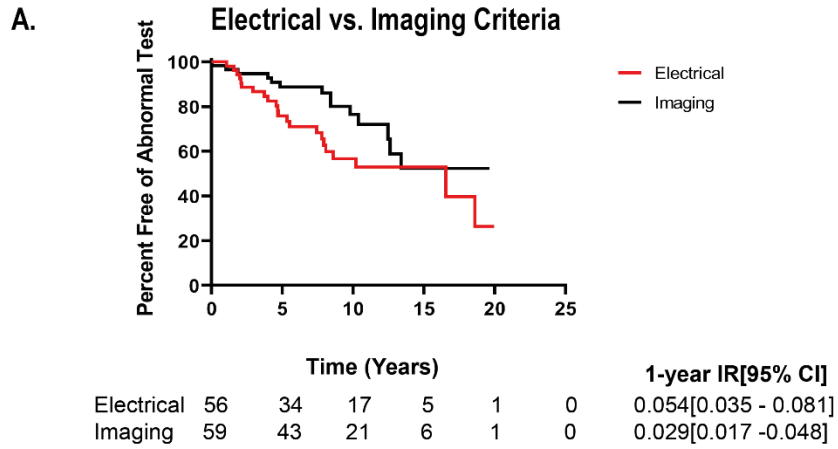 A.
Electrical vs. Imaging Criteria
Percent Free of Abnormal Test
100
80
60
40
20
0
0 5 10 15 20 25
Electrical
Imaging
Time (Years)
1-year IR[95% CI]
Electrical 56 34 17 5 1 0 0.054[0.035 - 0.081]
Imaging 59 43 21 6 1 0 0.029[0.017 -0.048]